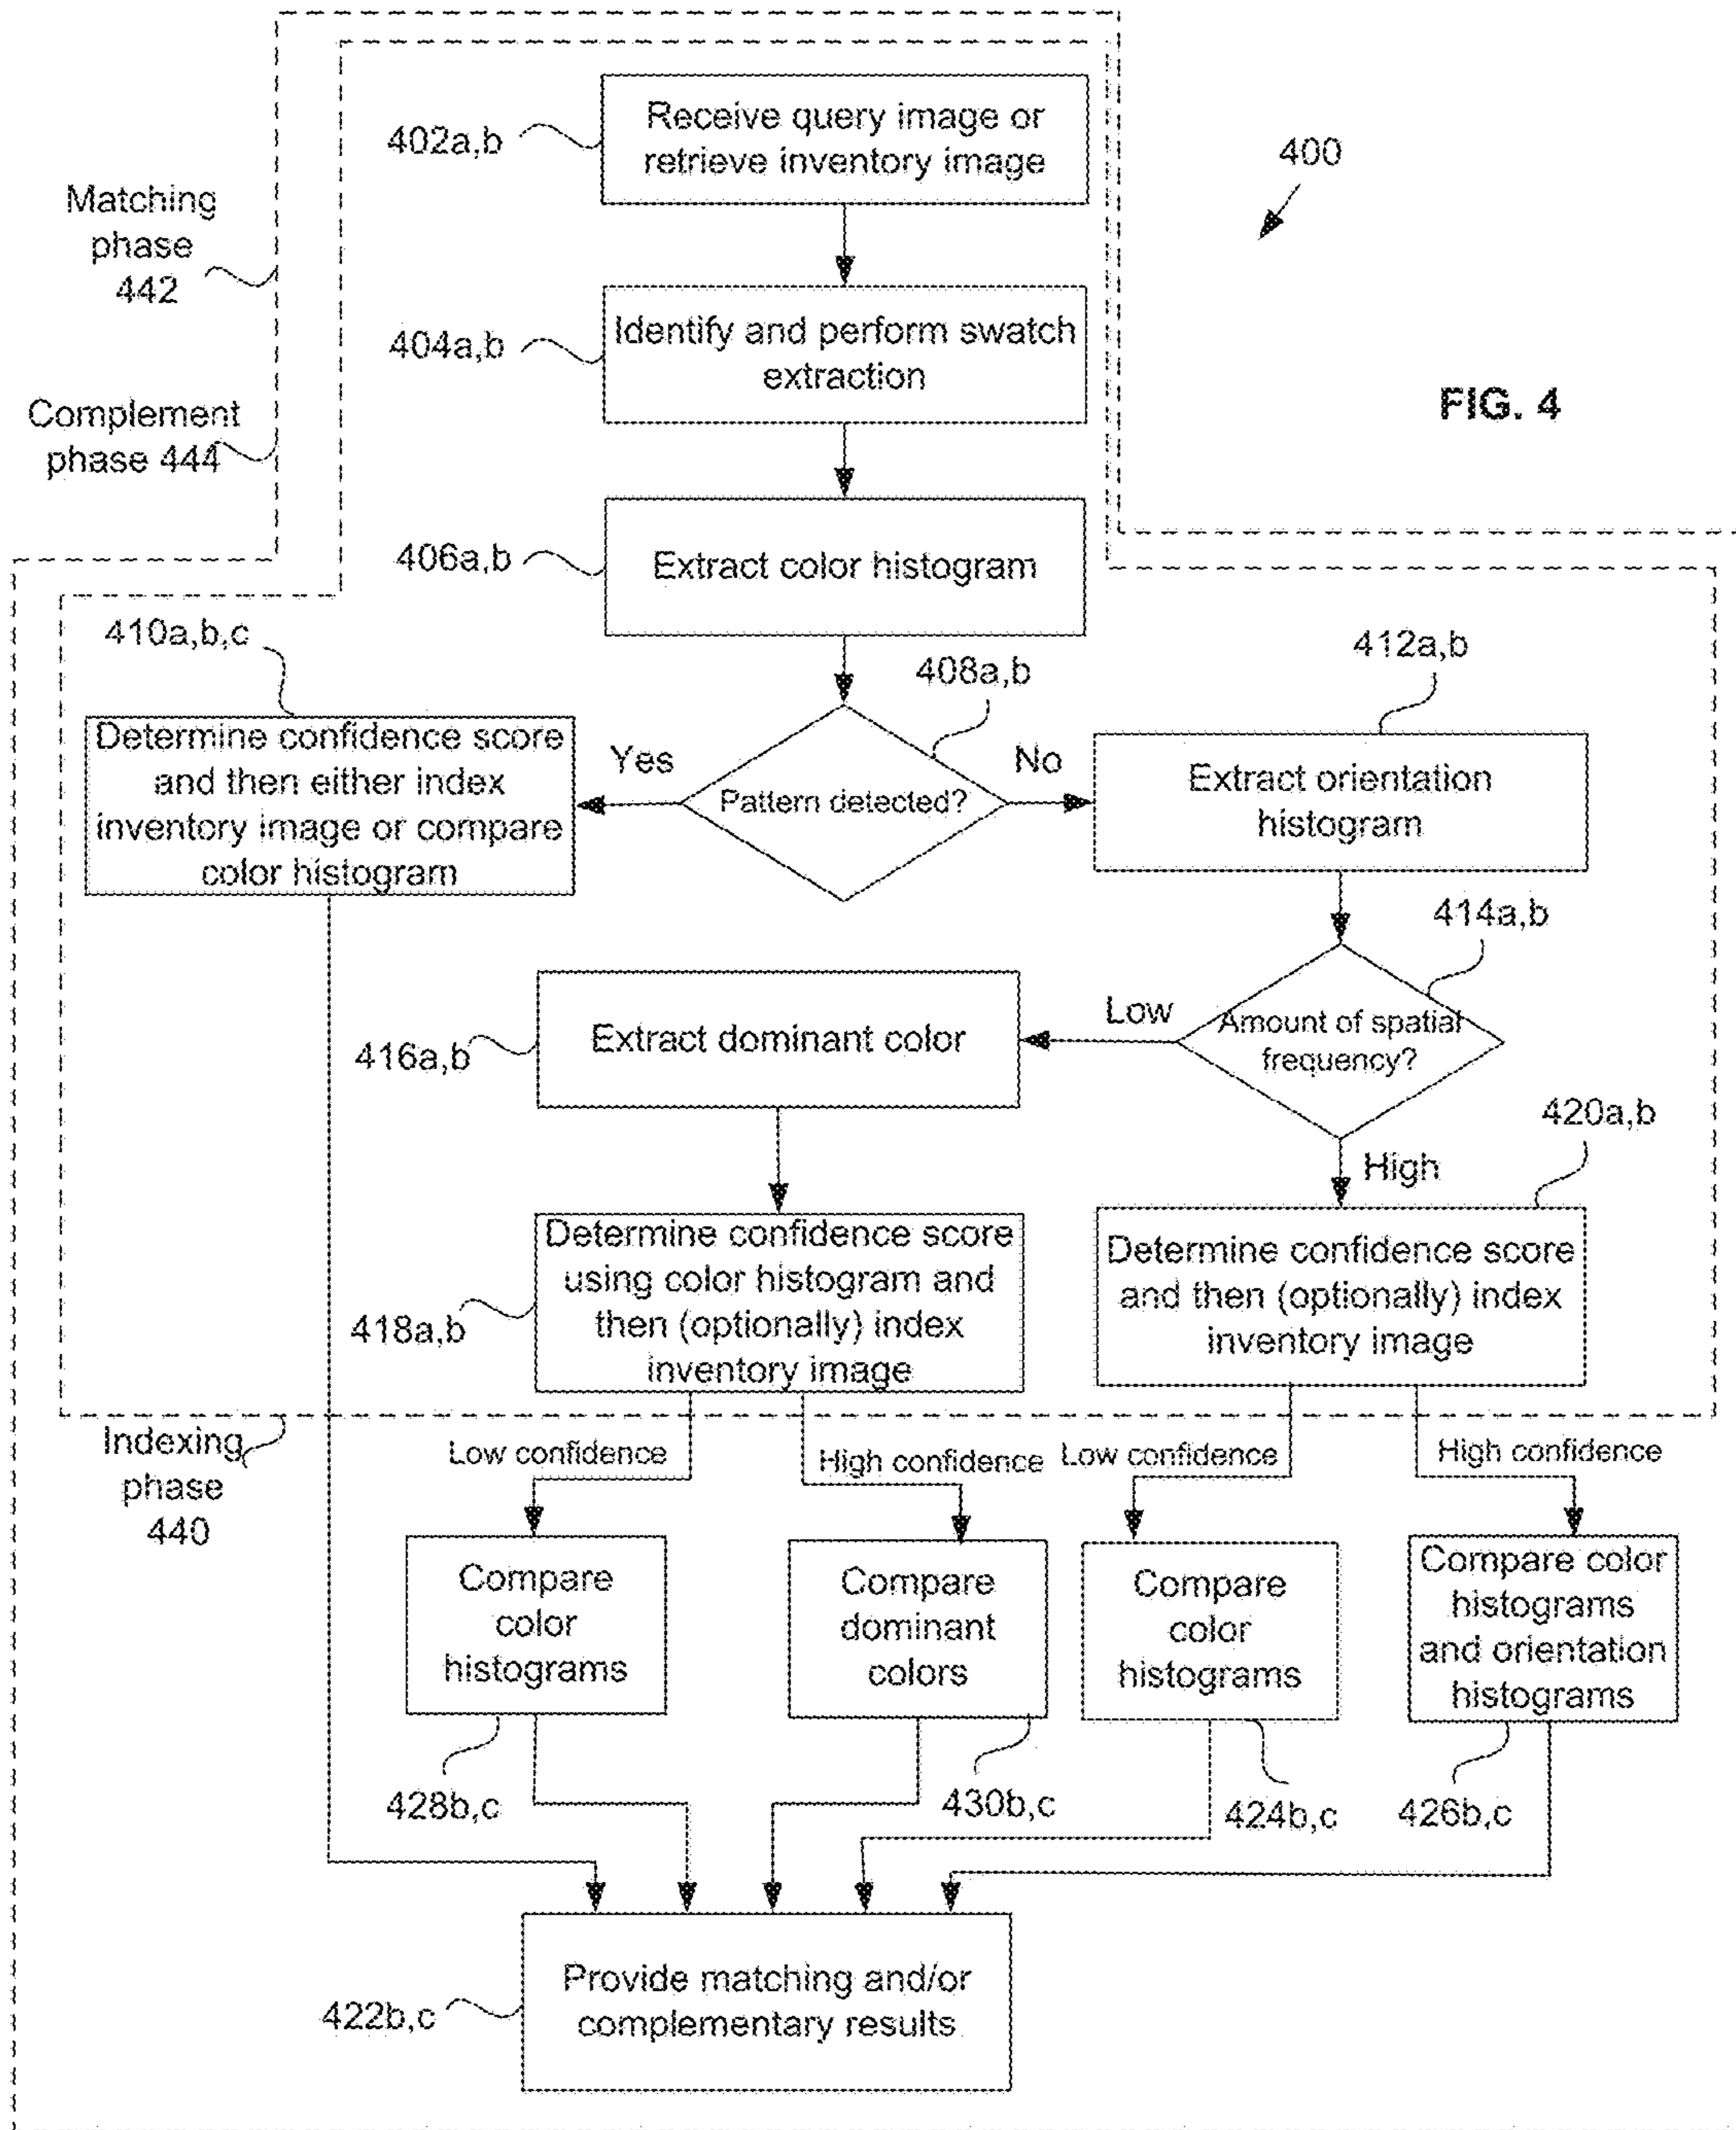 Receive query image or
retrieve inventory image
402a,b
400
Matching
phase
442
Identify and perform swatch
extraction
404a,b
FIG. 4
Complement
phase 444
Extract color histogram
406a,b
410a,b,c
408a,b
412a,b
Determine confidence score
and then either index
inventory image or compare
color histogram
Yes
Pattern detected?
No
Extract orientation
histogram
414a,b
Extract dominant color
416a,b
Low
Amount of spatial
frequency?
420a,b
High
Determine confidence score
using color histogram and
then (optionally) index
inventory image
418a,b
Determine confidence score
and then (optionally) index
inventory image
Indexing
phase
440
Low confidence
High confidence
Low confidence
High confidence
Compare
color
histograms
Compare
dominant
colors
Compare
color
histograms
Compare color
histograms
and orientation
histograms
428b,c
430b,c
424b,c
426b,c
Provide matching and/or
complementary results
422b,c